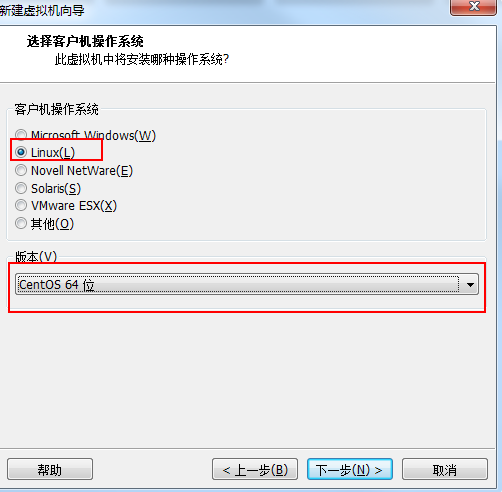 新建虚拟机向导
选择客户机操作系统
此虚拟机中将安装哪种操作系统?
客户机操作系统
Microsoft Windows(W)
Linux(L)
Novell NetWare(E)
Solaris(S)
VMware ESX(X)
其他(O)
版本(V)
CentOS 64 位
帮助
< 上一步(B)
下一步(N) >
取消